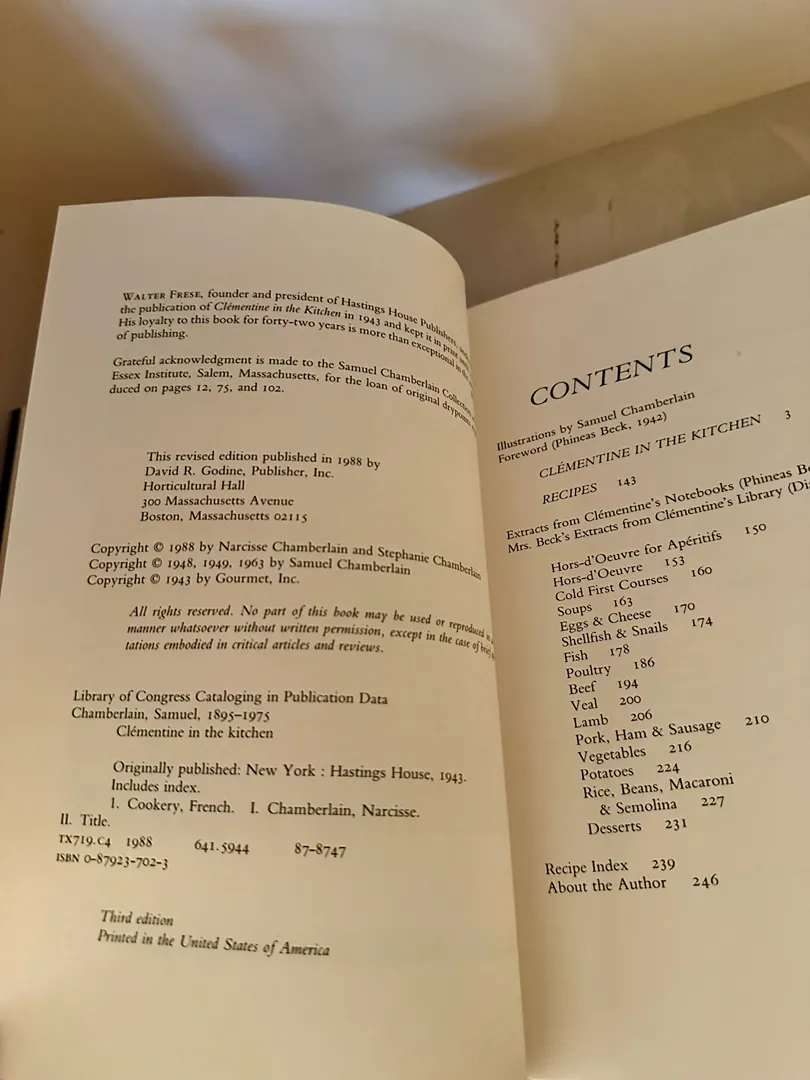 WALTER FRESE, founder and president of Hastings House Publishers,
the publication of Clémentine in the Kitchen in 1943 and kept it in print
His loyalty to this book for forty-two years is more than exceptional in the
of publishing.
Grateful acknowledgment is made to the Samuel Chamberlain Collection
Essex Institute, Salem, Massachusetts, for the loan of original drypoints
duced on pages 12, 75, and 102.
This revised edition published in 1988 by
David R. Godine, Publisher, Inc.
Horticultural Hall
300 Massachusetts Avenue
Boston, Massachusetts 02115
Copyright © 1988 by Narcisse Chamberlain and Stephanie Chamberlain
Copyright © 1948, 1949, 1963 by Samuel Chamberlain
Copyright © 1943 by Gourmet, Inc.
All rights reserved. No part of this book may be used or reproduced in
manner whatsoever without written permission, except in the case of brief
tations embodied in critical articles and reviews.
Library of Congress Cataloging in Publication Data
Chamberlain, Samuel, 1895–1975
Clémentine in the kitchen
Originally published: New York : Hastings House, 1943.
Includes index.
1. Cookery, French. I. Chamberlain, Narcisse.
II. Title.
TX719.C4 1988 641.5944 87-8747
ISBN 0-87923-702-3
Third edition
Printed in the United States of America
CONTENTS
Illustrations by Samuel Chamberlain
Foreword (Phineas Beck, 1942)
CLÉMENTINE IN THE KITCHEN 3
RECIPES 143
Extracts from Clémentine's Notebooks (Phineas
Mrs. Beck's Extracts from Clémentine's Library
Hors-d'Oeuvre for Apéritifs 150
Hors-d'Oeuvre 153
Cold First Courses 160
Soups 163
Eggs & Cheese 170
Shellfish & Snails 174
Fish 178
Poultry 186
Beef 194
Veal 200
Lamb 206
Pork, Ham & Sausage 210
Vegetables 216
Potatoes 224
Rice, Beans, Macaroni
& Semolina 227
Desserts 231
Recipe Index 239
About the Author 246